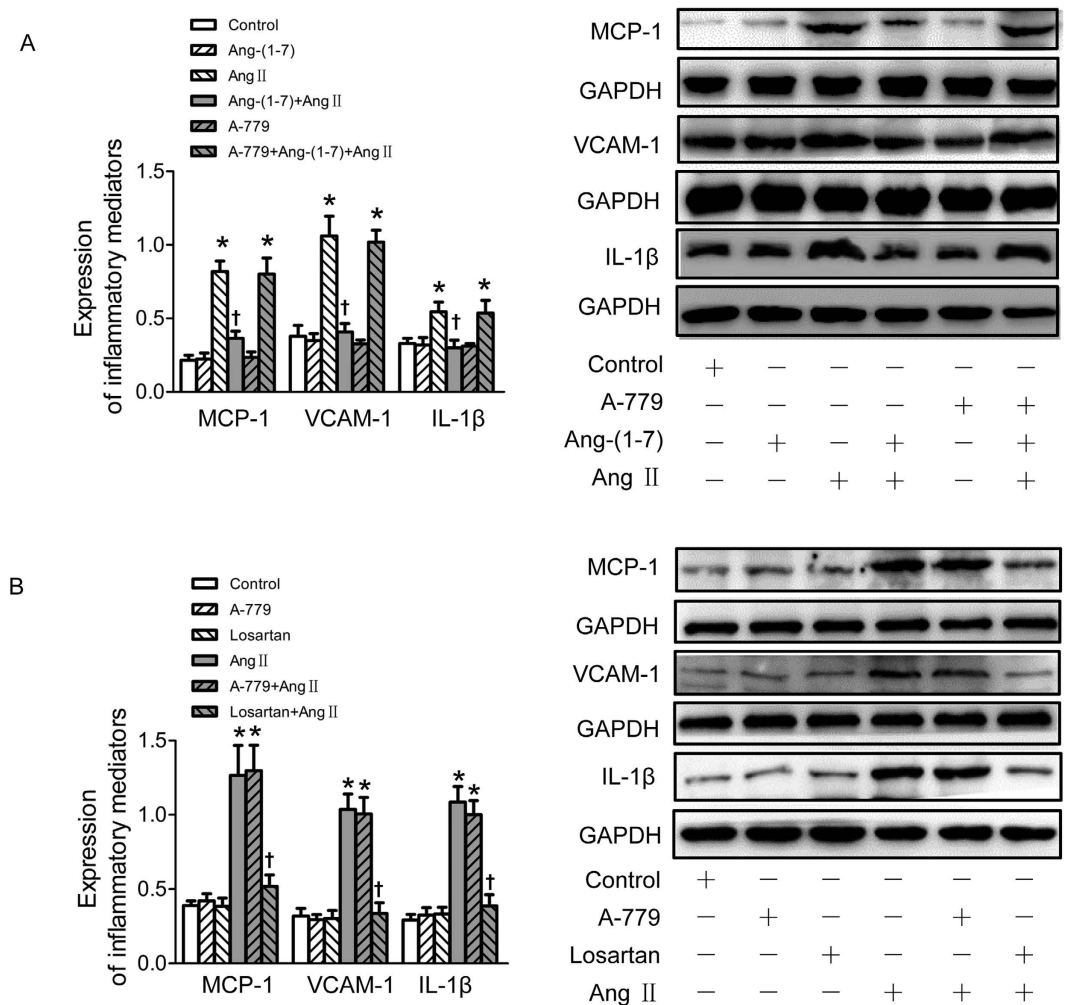 A
Control
Ang-(1-7)
Ang Ⅱ
Ang-(1-7)+Ang Ⅱ
A-779
A-779+Ang-(1-7)+Ang Ⅱ
Expression
of inflammatory mediators
1.5
1.0
0.5
0.0
* † *
* † *
* † *
MCP-1 VCAM-1 IL-1β
MCP-1
GAPDH
VCAM-1
GAPDH
IL-1β
GAPDH
Control + − − − − −
A-779 − − − − + +
Ang-(1-7) − + − + − +
Ang Ⅱ − − + + − +
B
Control
A-779
Losartan
Ang Ⅱ
A-779+Ang Ⅱ
Losartan+Ang Ⅱ
Expression
of inflammatory mediators
1.5
1.0
0.5
0.0
* * †
* * †
* * †
MCP-1 VCAM-1 IL-1β
MCP-1
GAPDH
VCAM-1
GAPDH
IL-1β
GAPDH
Control + − − − − −
A-779 − + − − + −
Losartan − − + − − +
Ang Ⅱ − − − + + +